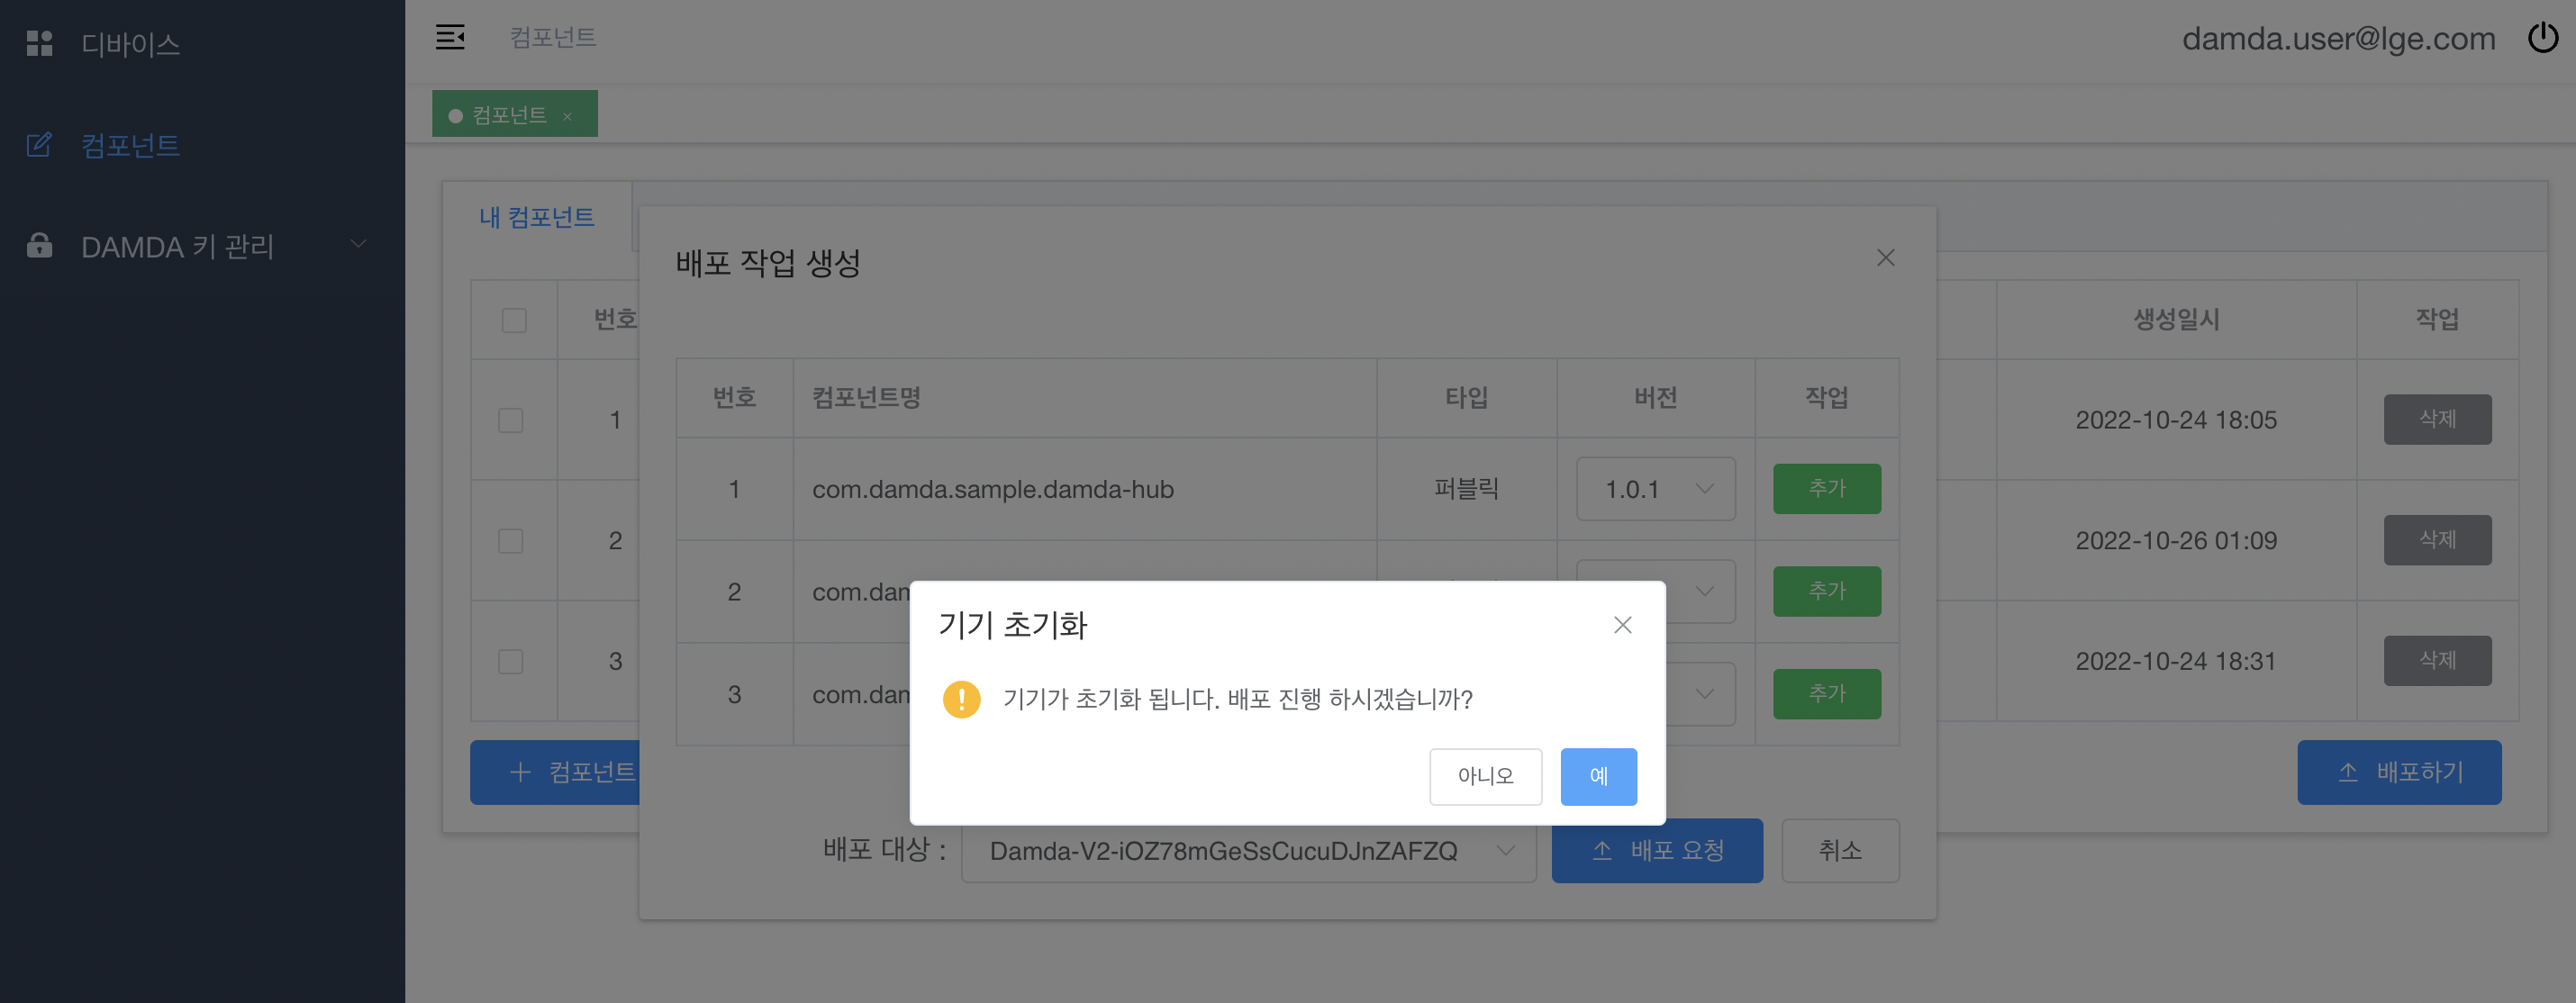 디바이스
컴포넌트
DAMDA 키 관리
컴포넌트
damda.user@lge.com
컴포넌트 ×
내 컴포넌트
번호 생성일시 작업
1 2022-10-24 18:05 삭제
2 2022-10-26 01:09 삭제
3 2022-10-24 18:31 삭제
컴포넌트
배포하기
배포 작업 생성
번호 컴포넌트명 타입 버전 작업
1 com.damda.sample.damda-hub 퍼블릭 1.0.1 추가
2 추가
3 추가
기기 초기화
기기가 초기화 됩니다. 배포 진행 하시겠습니까?
아니오 예
배포 대상 : Damda-V2-iOZ78mGeSsCucuDJnZAFZQ 배포 요청 취소